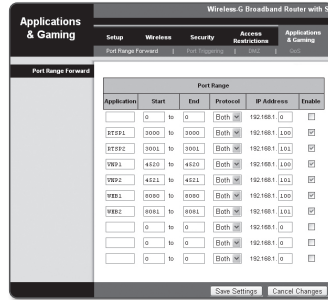 Wireless-G Broadband Router with S
Applications & Gaming
Setup Wireless Security Access Restrictions Applications & Gaming
Port Range Forward | Port Triggering | DMZ | QoS
Port Range Forward
Port Range
Application Start End Protocol IP Address Enable
0 to 0 Both 192.168.1. 0
RTSP1 3000 to 3000 Both 192.168.1. 100
RTSP2 3001 to 3001 Both 192.168.1. 101
VNP1 4520 to 4520 Both 192.168.1. 100
VNP2 4521 to 4521 Both 192.168.1. 101
WEB1 8080 to 8080 Both 192.168.1. 100
WEB2 8081 to 8081 Both 192.168.1. 101
0 to 0 Both 192.168.1. 0
0 to 0 Both 192.168.1. 0
0 to 0 Both 192.168.1. 0
Save Settings Cancel Changes